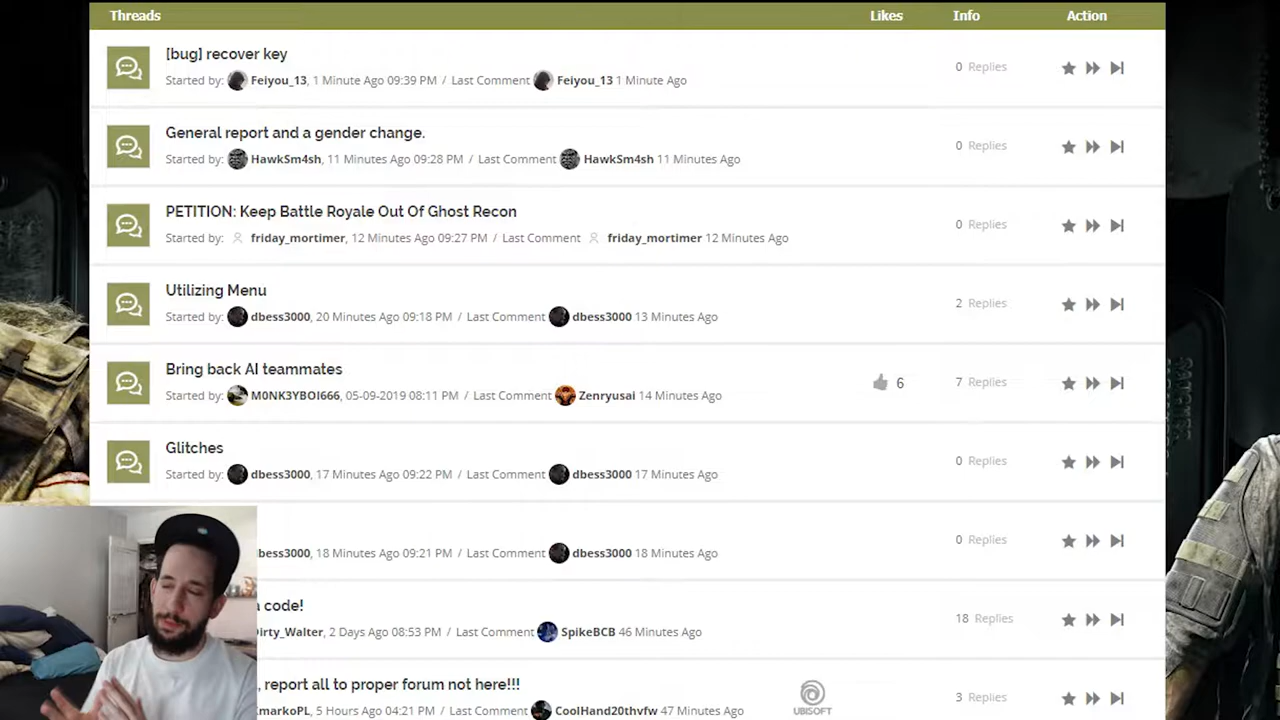 Threads Likes Info Action
[bug] recover key
Started by: Feiyou_13, 1 Minute Ago 09:39 PM / Last Comment Feiyou_13 1 Minute Ago
0 Replies
General report and a gender change.
Started by: HawkSm4sh, 11 Minutes Ago 09:28 PM / Last Comment HawkSm4sh 11 Minutes Ago
0 Replies
PETITION: Keep Battle Royale Out Of Ghost Recon
Started by: friday_mortimer, 12 Minutes Ago 09:27 PM / Last Comment friday_mortimer 12 Minutes Ago
0 Replies
Utilizing Menu
Started by: dbess3000, 20 Minutes Ago 09:18 PM / Last Comment dbess3000 13 Minutes Ago
2 Replies
Bring back AI teammates
Started by: M0NK3YBOI666, 05-09-2019 08:11 PM / Last Comment Zenryusai 14 Minutes Ago
6
7 Replies
Glitches
Started by: dbess3000, 17 Minutes Ago 09:22 PM / Last Comment dbess3000 17 Minutes Ago
0 Replies
bess3000, 18 Minutes Ago 09:21 PM / Last Comment dbess3000 18 Minutes Ago
0 Replies
code!
Dirty_Walter, 2 Days Ago 08:53 PM / Last Comment SpikeBCB 46 Minutes Ago
18 Replies
, report all to proper forum not here!!!
markoFL, 5 Hours Ago 04:21 PM / Last Comment CoolHand20thvfw 47 Minutes Ago
3 Replies
UBISOFT